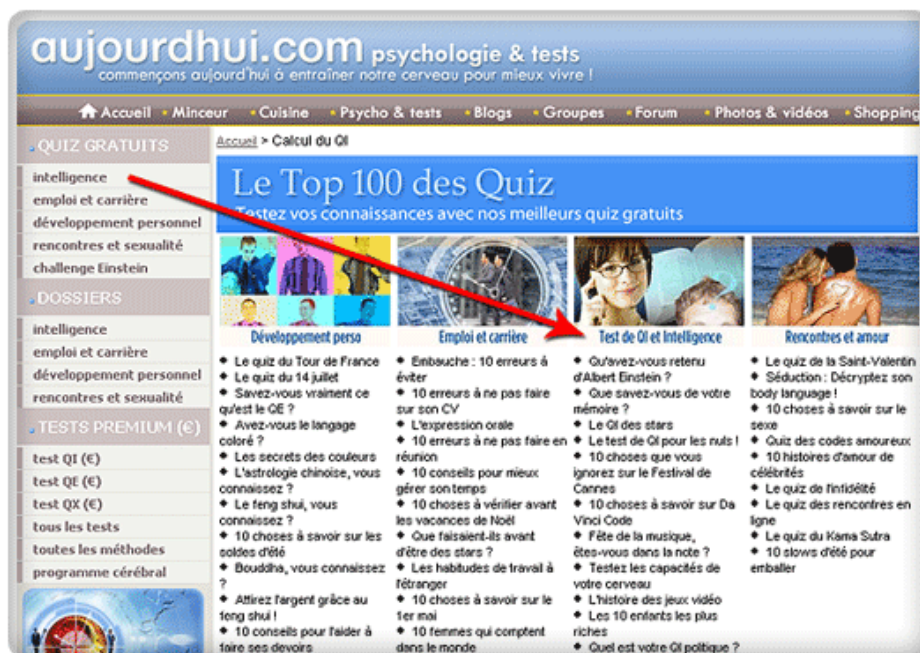 aujourdhui.com psychologie & tests
commençons aujourd'hui à entraîner notre cerveau pour mieux vivre !
Accueil • Minceur • Cuisine • Psycho & tests • Blogs • Groupes • Forum • Photos & vidéos • Shopping
QUIZ GRATUITS
intelligence
emploi et carrière
développement personnel
rencontres et sexualité
challenge Einstein
DOSSIERS
intelligence
emploi et carrière
développement personnel
rencontres et sexualité
TESTS PREMIUM (€)
test QI (€)
test QE (€)
test QX (€)
tous les tests
toutes les méthodes
programme cérébral
Accueil > Calcul du QI
Le Top 100 des Quiz
Testez vos connaissances avec nos meilleurs quiz gratuits
Développement perso
Le quiz du Tour de France
Le quiz du 14 juillet
Savez-vous vraiment ce
qu'est le QE ?
Avez-vous le langage
coloré ?
Les secrets des couleurs
L'astrologie chinoise, vous
connaissez ?
Le feng shui, vous
connaissez ?
10 choses à savoir sur les
soldes d'été
Bouddha, vous connaissez
?
Attirez l'argent grâce au
feng shui !
10 conseils pour l'aider à
faire ses devoirs
Emploi et carrière
Embauche : 10 erreurs à
éviter
10 erreurs à ne pas faire
sur son CV
L'expression orale
10 erreurs à ne pas faire en
réunion
10 conseils pour mieux
gérer son temps
10 choses à vérifier avant
les vacances de Noël
Que faisaient-ils avant
d'être des stars ?
Les habitudes de travail à
l'étranger
10 choses à savoir sur le
1er mai
10 femmes qui comptent
dans le monde
Test de QI et Intelligence
Qu'avez-vous retenu
d'Albert Einstein ?
Que savez-vous de votre
mémoire ?
Le QI des stars
Le test de QI pour les nuls !
10 choses que vous
ignorez sur le Festival de
Cannes
10 choses à savoir sur Da
Vinci Code
Fête de la musique,
êtes-vous dans la note ?
Testez les capacités de
votre cerveau
L'histoire des jeux vidéo
Les 10 enfants les plus
riches
Quel est votre QI politique ?
Rencontres et amour
Le quiz de la Saint-Valentin
Séduction : Décryptez son
body language !
10 choses à savoir sur le
sexe
Quiz des codes amoureux
10 histoires d'amour de
célébrités
Le quiz de l'infidélité
Le quiz des rencontres en
ligne
Le quiz du Kama Sutra
10 slows d'été pour
emballer